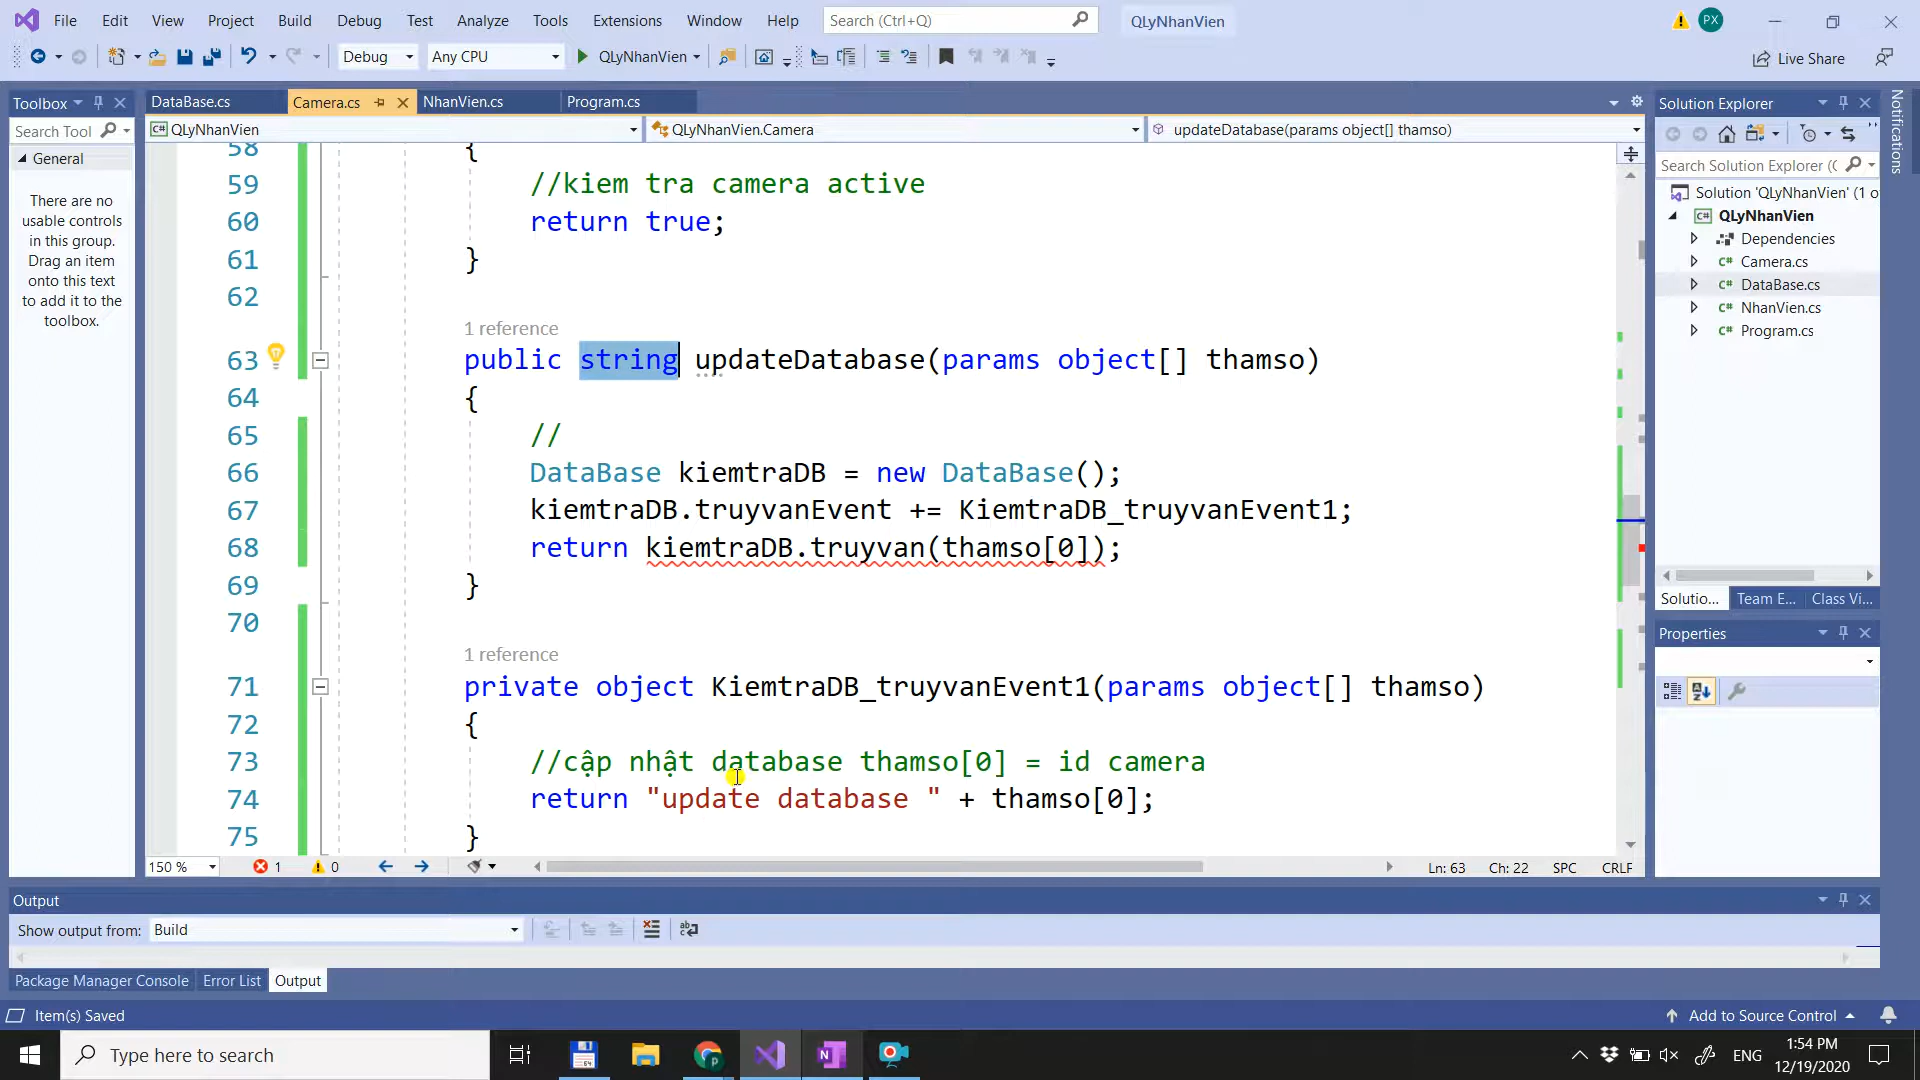 File Edit View Project Build Debug Test Analyze Tools Extensions Window Help Search (Ctrl+Q) QLyNhanVien PX
Debug Any CPU QLyNhanVien Live Share
Toolbox
Search Tool
General
There are no
usable controls
in this group.
Drag an item
onto this text
to add it to the
toolbox.
DataBase.cs Camera.cs NhanVien.cs Program.cs
QLyNhanVien QLyNhanVien.Camera updateDatabase(params object[] thamso)
58 {
59 //kiem tra camera active
60 return true;
61 }
62
1 reference
63 public string updateDatabase(params object[] thamso)
64 {
65 //
66 DataBase kiemtraDB = new DataBase();
67 kiemtraDB.truyvanEvent += KiemtraDB_truyvanEvent1;
68 return kiemtraDB.truyvan(thamso[0]);
69 }
70
1 reference
71 private object KiemtraDB_truyvanEvent1(params object[] thamso)
72 {
73 //cập nhật database thamso[0] = id camera
74 return "update database " + thamso[0];
75 }
150 % 1 0 Ln: 63 Ch: 22 SPC CRLF
Solution Explorer
Search Solution Explorer (C
Solution 'QLyNhanVien' (1 o
QLyNhanVien
Dependencies
Camera.cs
DataBase.cs
NhanVien.cs
Program.cs
Solutio... Team E... Class Vi...
Properties
Notifications
Output
Show output from: Build
Package Manager Console Error List Output
Item(s) Saved Add to Source Control
Type here to search ENG 1:54 PM
12/19/2020